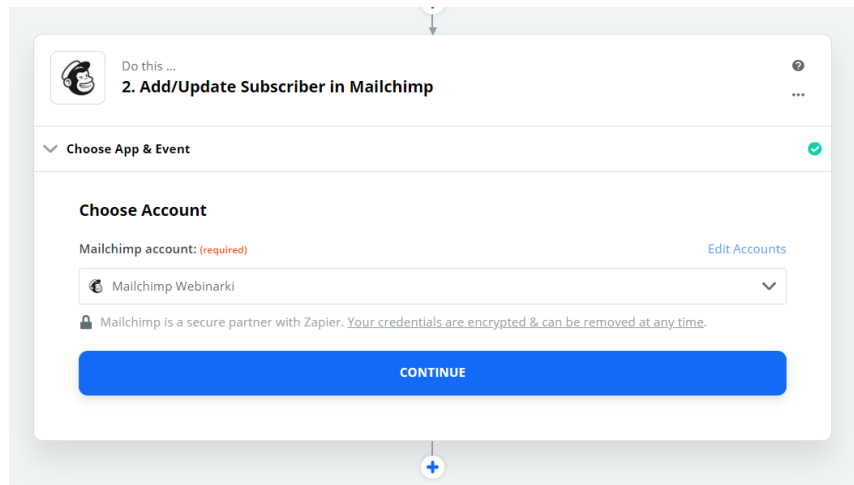 Do this ...
2. Add/Update Subscriber in Mailchimp
Choose App & Event
Choose Account
Mailchimp account: (required)
Edit Accounts
Mailchimp Webinarki
Mailchimp is a secure partner with Zapier. Your credentials are encrypted & can be removed at any time.
CONTINUE